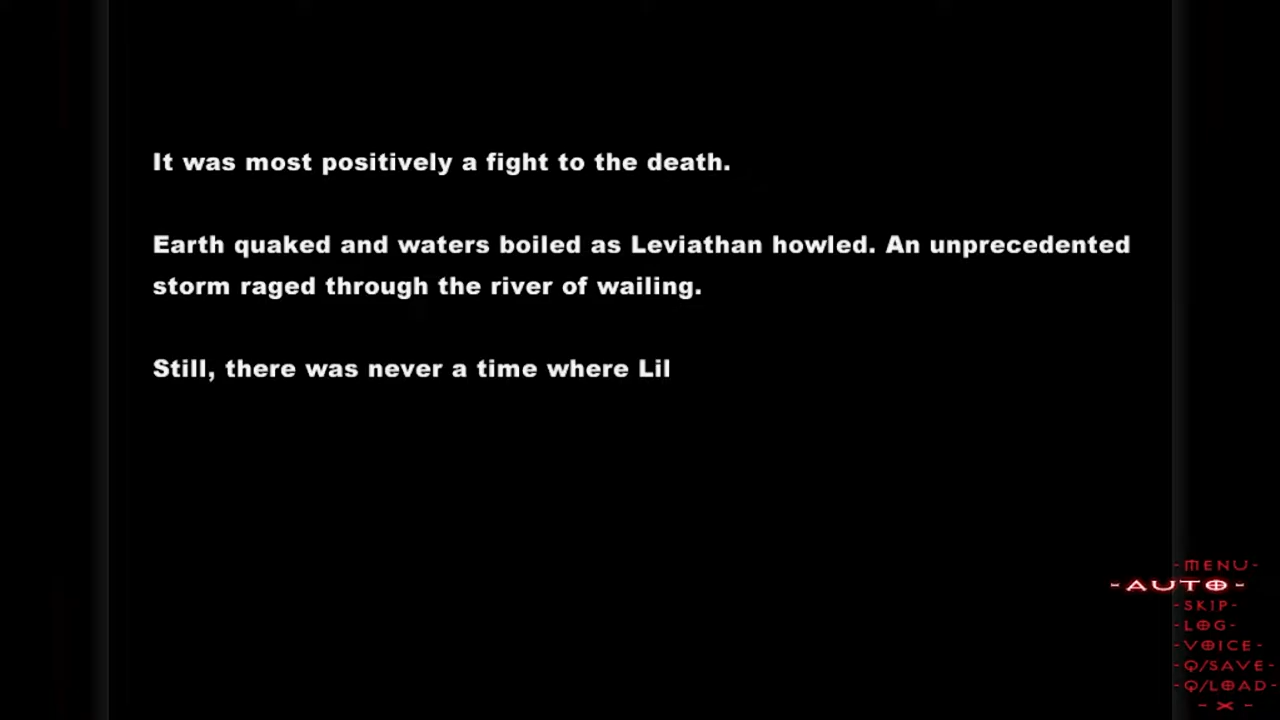 It was most positively a fight to the death.
Earth quaked and waters boiled as Leviathan howled. An unprecedented
storm raged through the river of wailing.
Still, there was never a time where Lil
-MENU-
-AUTO-
-SKIP-
-LOG-
-VOICE-
-Q/SAVE-
-Q/LOAD-
-X-